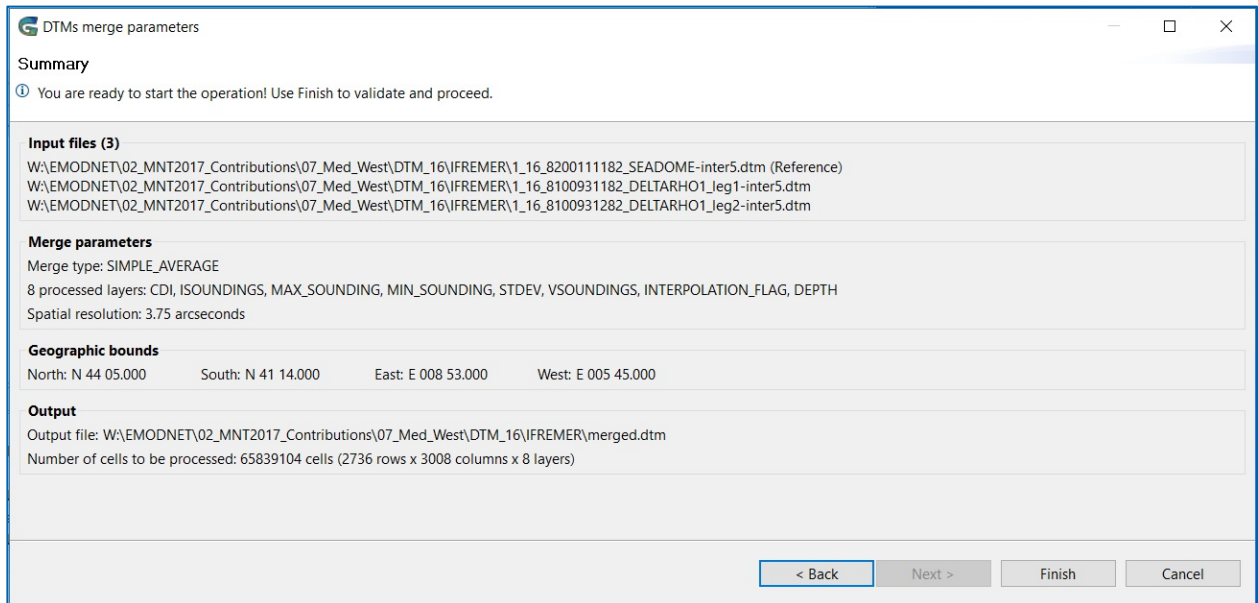 DTMs merge parameters
Summary
You are ready to start the operation! Use Finish to validate and proceed.
Input files (3)
W:\EMODNET\02_MNT2017_Contributions\07_Med_West\DTM_16\IFREMER\1_16_8200111182_SEADOME-inter5.dtm (Reference)
W:\EMODNET\02_MNT2017_Contributions\07_Med_West\DTM_16\IFREMER\1_16_8100931182_DELTARHO1_leg1-inter5.dtm
W:\EMODNET\02_MNT2017_Contributions\07_Med_West\DTM_16\IFREMER\1_16_8100931282_DELTARHO1_leg2-inter5.dtm
Merge parameters
Merge type: SIMPLE_AVERAGE
8 processed layers: CDI, ISOUNDINGS, MAX_SOUNDING, MIN_SOUNDING, STDEV, VSOUNDINGS, INTERPOLATION_FLAG, DEPTH
Spatial resolution: 3.75 arcseconds
Geographic bounds
North: N 44 05.000 South: N 41 14.000 East: E 008 53.000 West: E 005 45.000
Output
Output file: W:\EMODNET\02_MNT2017_Contributions\07_Med_West\DTM_16\IFREMER\merged.dtm
Number of cells to be processed: 65839104 cells (2736 rows x 3008 columns x 8 layers)
< Back Next > Finish Cancel